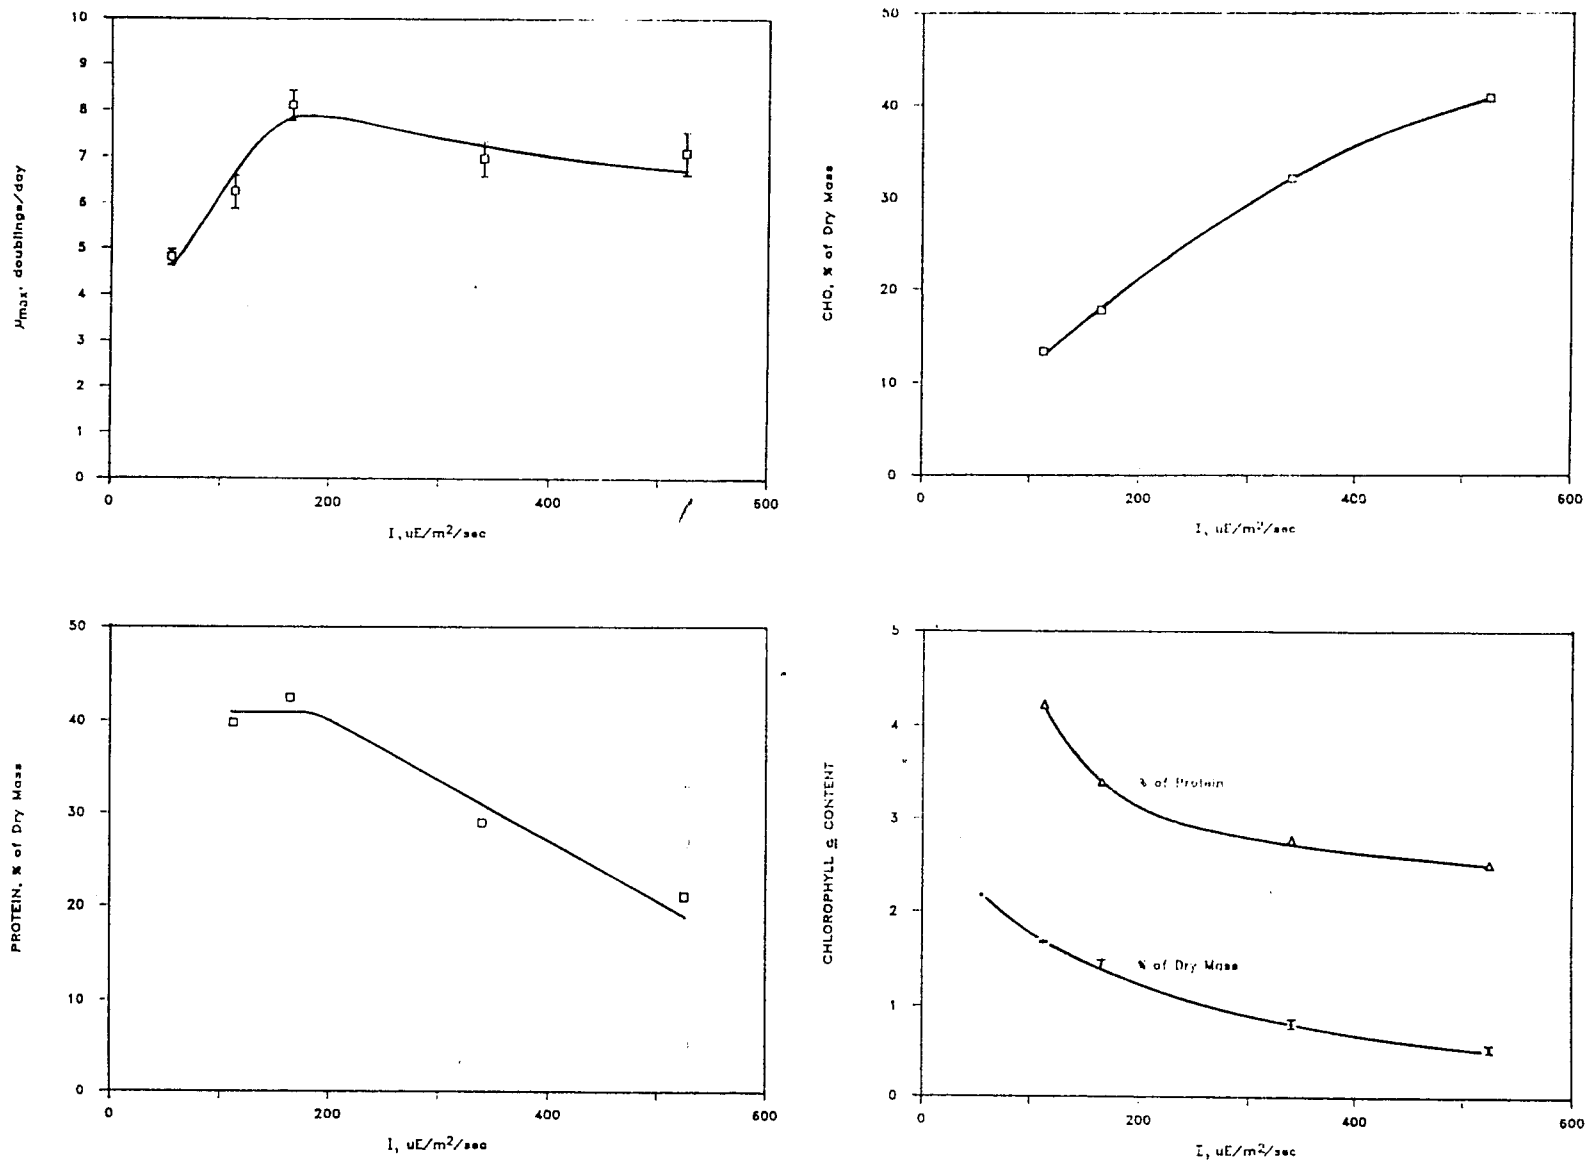 10
9
8
7
6
5
4
3
2
1
0
μmax, doublings/day
0 200 400 600
I, uE/m2/sec
50
40
30
20
10
0
CHO, % of Dry Mass
0 200 400 600
I, uE/m2/sec
50
40
30
20
10
0
PROTEIN, % of Dry Mass
0 200 400 600
I, uE/m2/sec
5
4
3
2
1
0
CHLOROPHYLL a CONTENT
% of Protein
% of Dry Mass
0 200 400 600
I, uE/m2/sec